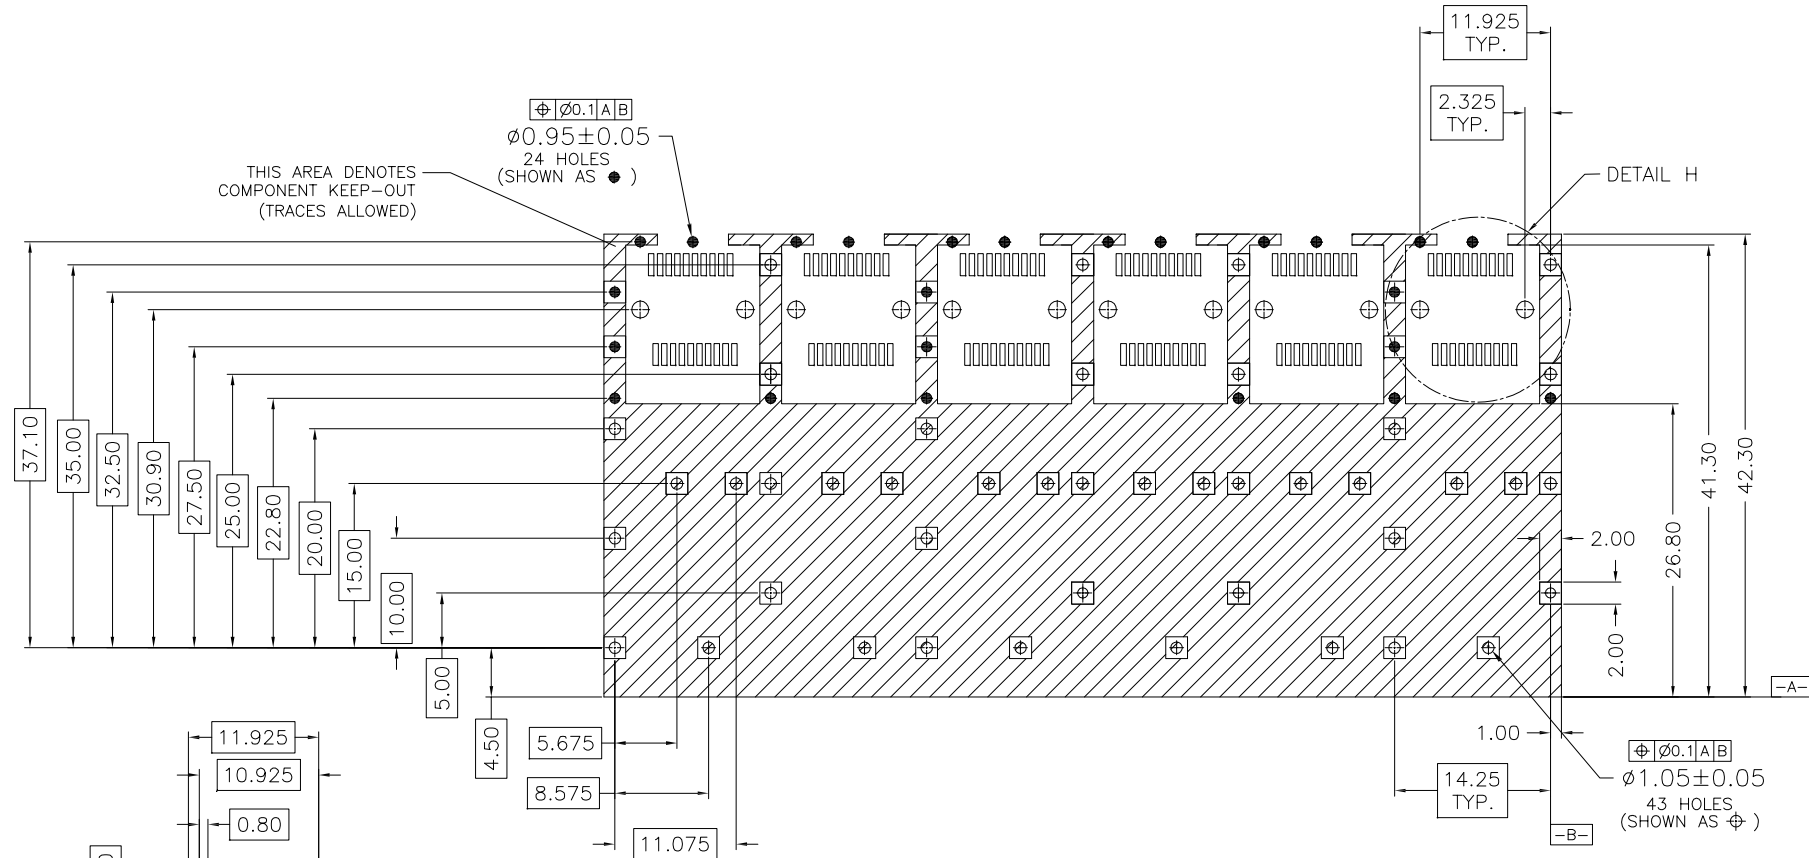 11.925
TYP.
2.325
TYP.
⌖ Ø0.1 A B
Ø0.95±0.05
24 HOLES
(SHOWN AS ● )
THIS AREA DENOTES
COMPONENT KEEP-OUT
(TRACES ALLOWED)
DETAIL H
37.10
35.00
32.50
30.90
27.50
25.00
22.80
20.00
15.00
10.00
5.00
4.50
41.30
42.30
26.80
2.00
2.00
-A-
1.00
5.675
8.575
11.075
14.25
TYP.
-B-
⌖ Ø0.1 A B
Ø1.05±0.05
43 HOLES
(SHOWN AS ⌖ )
11.925
10.925
0.80